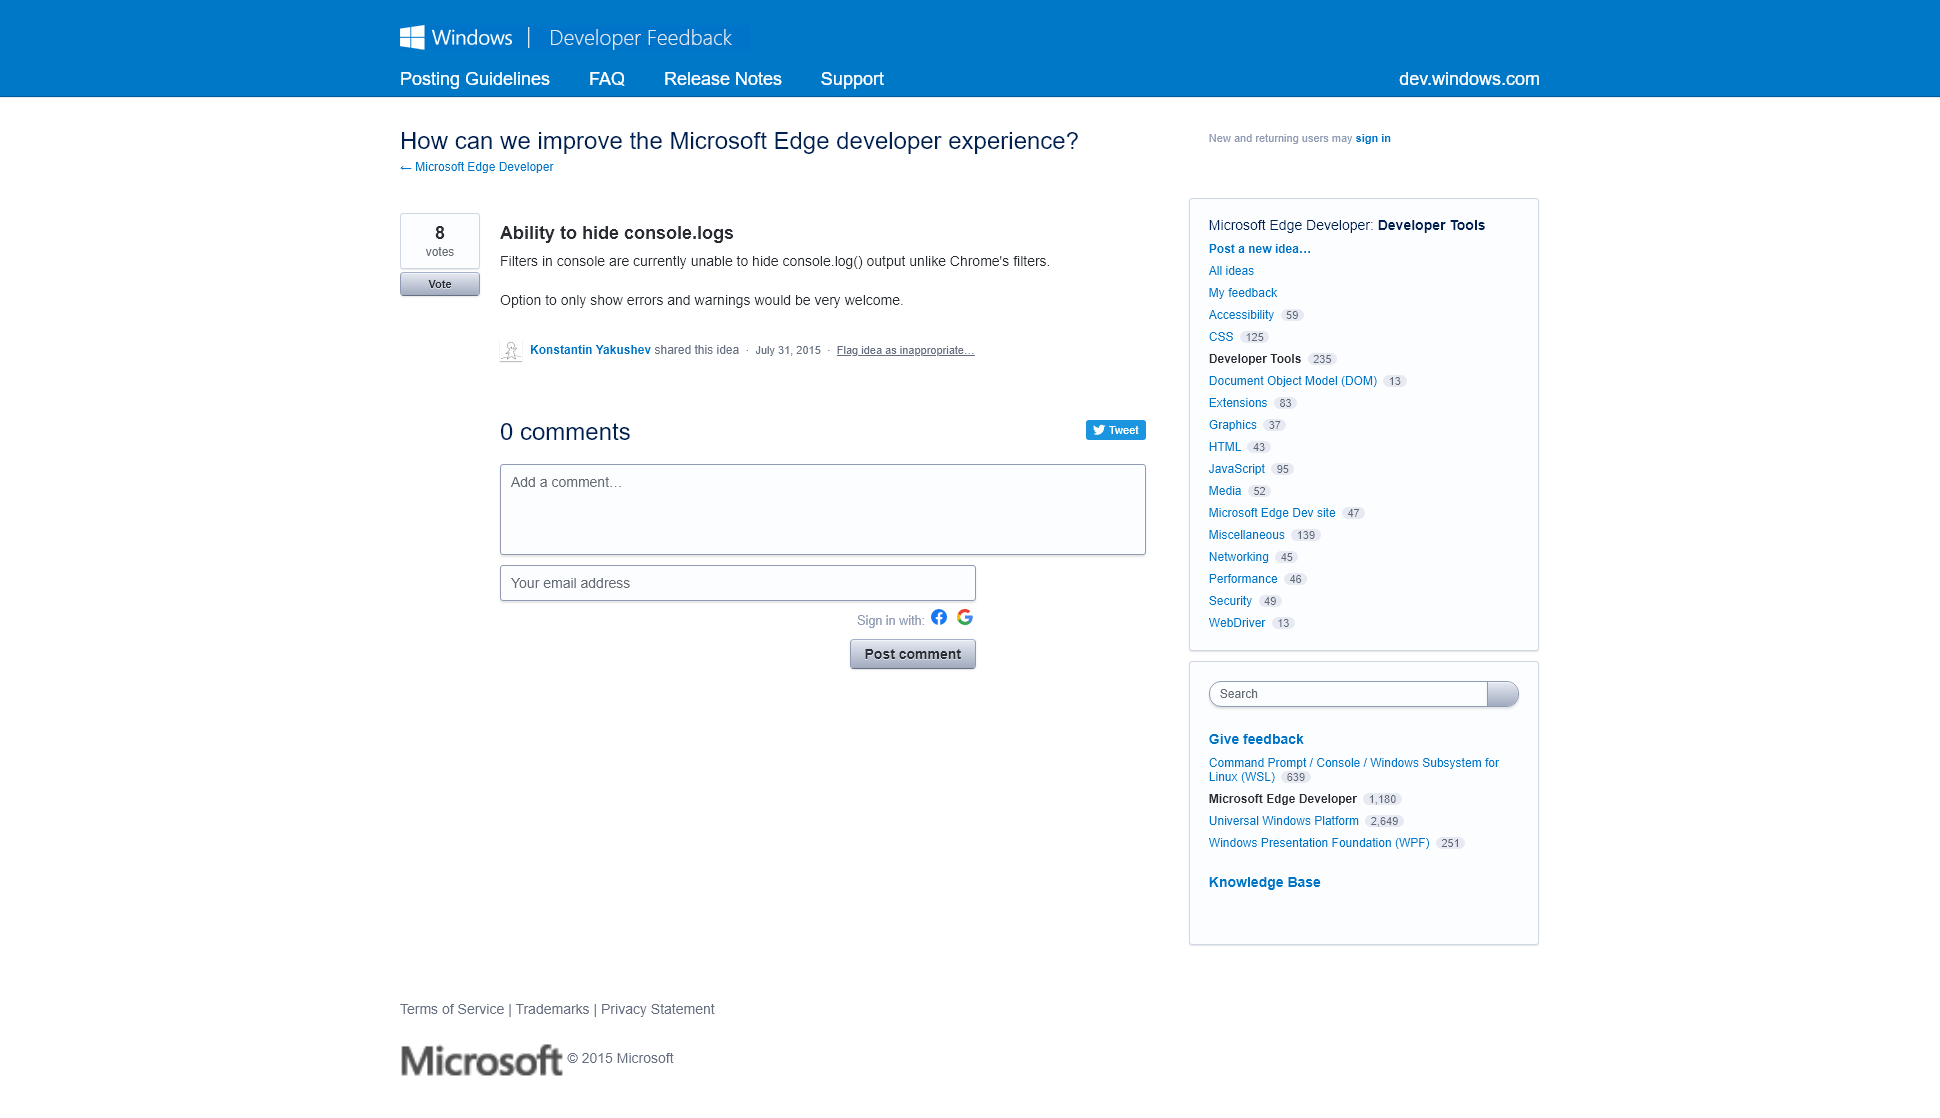 Windows | Developer Feedback
Posting Guidelines FAQ Release Notes Support dev.windows.com
How can we improve the Microsoft Edge developer experience?
← Microsoft Edge Developer
New and returning users may sign in
8
votes
Vote
Ability to hide console.logs
Filters in console are currently unable to hide console.log() output unlike Chrome's filters.
Option to only show errors and warnings would be very welcome.
Konstantin Yakushev shared this idea · July 31, 2015 · Flag idea as inappropriate…
0 comments
Tweet
Add a comment…
Your email address
Sign in with:
Post comment
Microsoft Edge Developer: Developer Tools
Post a new idea…
All ideas
My feedback
Accessibility 59
CSS 125
Developer Tools 235
Document Object Model (DOM) 13
Extensions 83
Graphics 37
HTML 43
JavaScript 95
Media 52
Microsoft Edge Dev site 47
Miscellaneous 139
Networking 45
Performance 46
Security 49
WebDriver 13
Search
Give feedback
Command Prompt / Console / Windows Subsystem for
Linux (WSL) 639
Microsoft Edge Developer 1,180
Universal Windows Platform 2,649
Windows Presentation Foundation (WPF) 251
Knowledge Base
Terms of Service | Trademarks | Privacy Statement
Microsoft © 2015 Microsoft